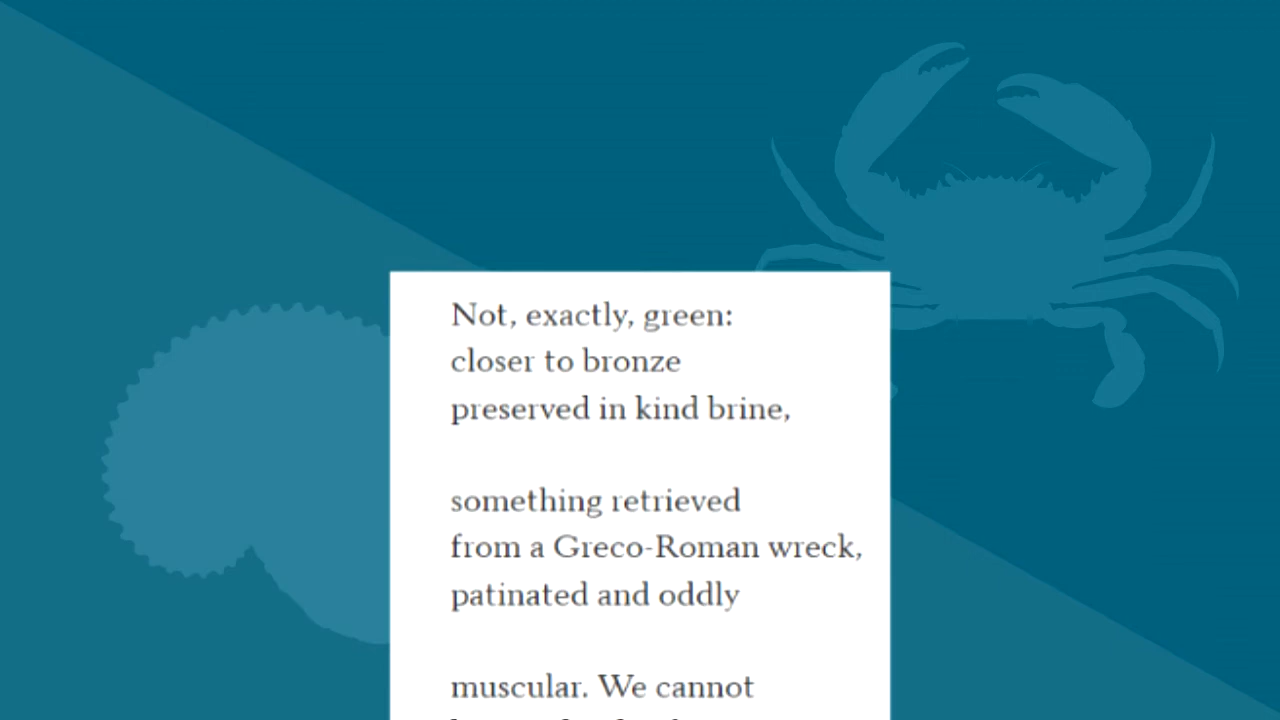 Not, exactly, green:
closer to bronze
preserved in kind brine,
something retrieved
from a Greco-Roman wreck,
patinated and oddly
muscular. We cannot